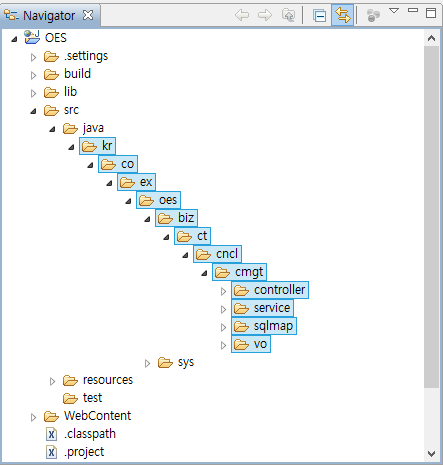 Navigator
OES
.settings
build
lib
src
java
kr
co
ex
oes
biz
ct
cncl
cmgt
controller
service
sqlmap
vo
sys
resources
test
WebContent
.classpath
.project